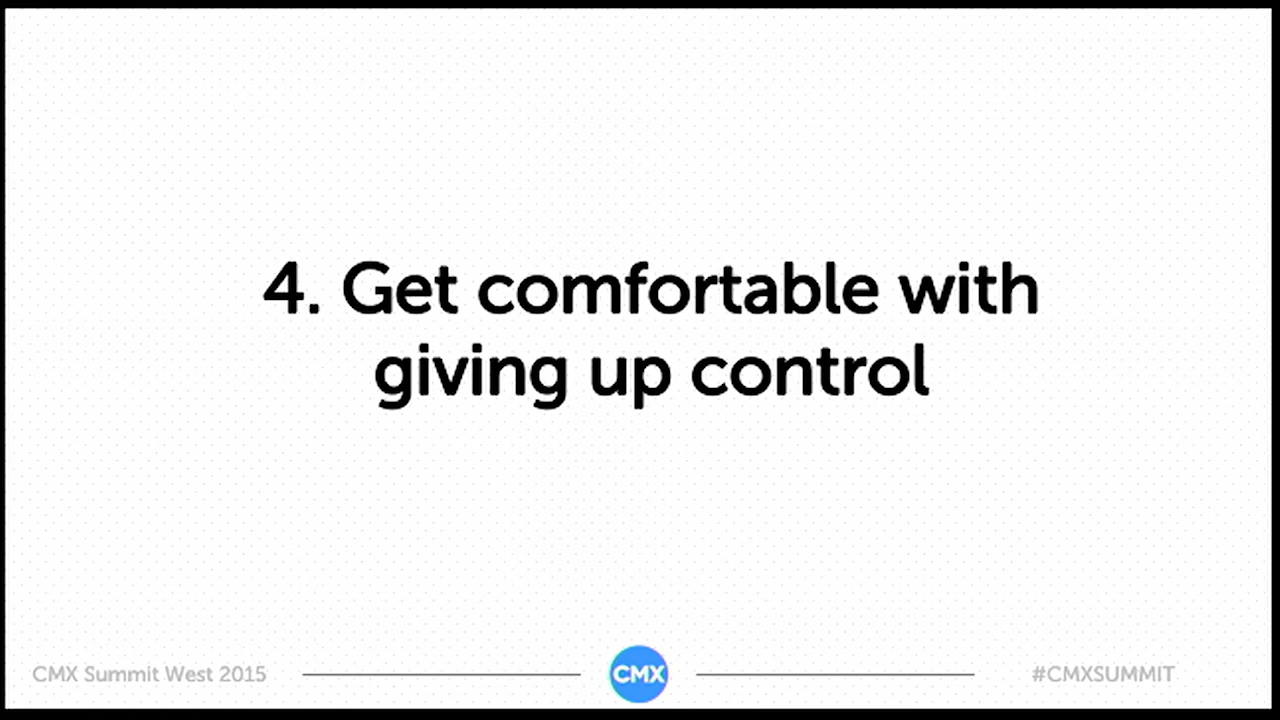 4. Get comfortable with
giving up control
CMX Summit West 2015
CMX
#CMXSUMMIT